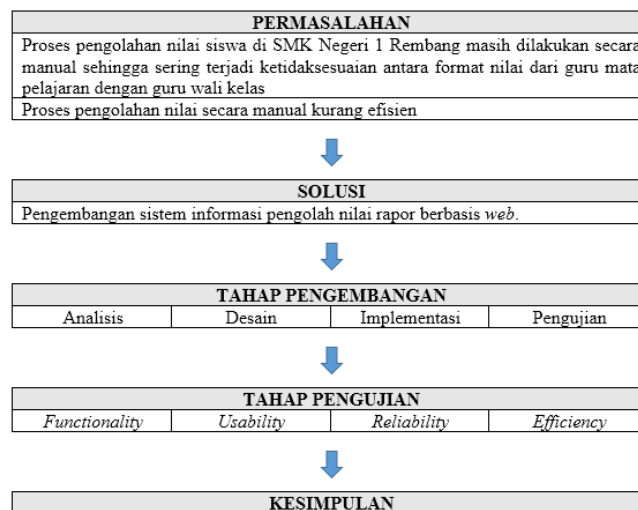 PERMASALAHAN
Proses pengolahan nilai siswa di SMK Negeri 1 Rembang masih dilakukan secara
manual sehingga sering terjadi ketidaksesuaian antara format nilai dari guru mata
pelajaran dengan guru wali kelas
Proses pengolahan nilai secara manual kurang efisien
SOLUSI
Pengembangan sistem informasi pengolah nilai rapor berbasis web.
TAHAP PENGEMBANGAN
Analisis Desain Implementasi Pengujian
TAHAP PENGUJIAN
Functionality Usability Reliability Efficiency
KESIMPULAN